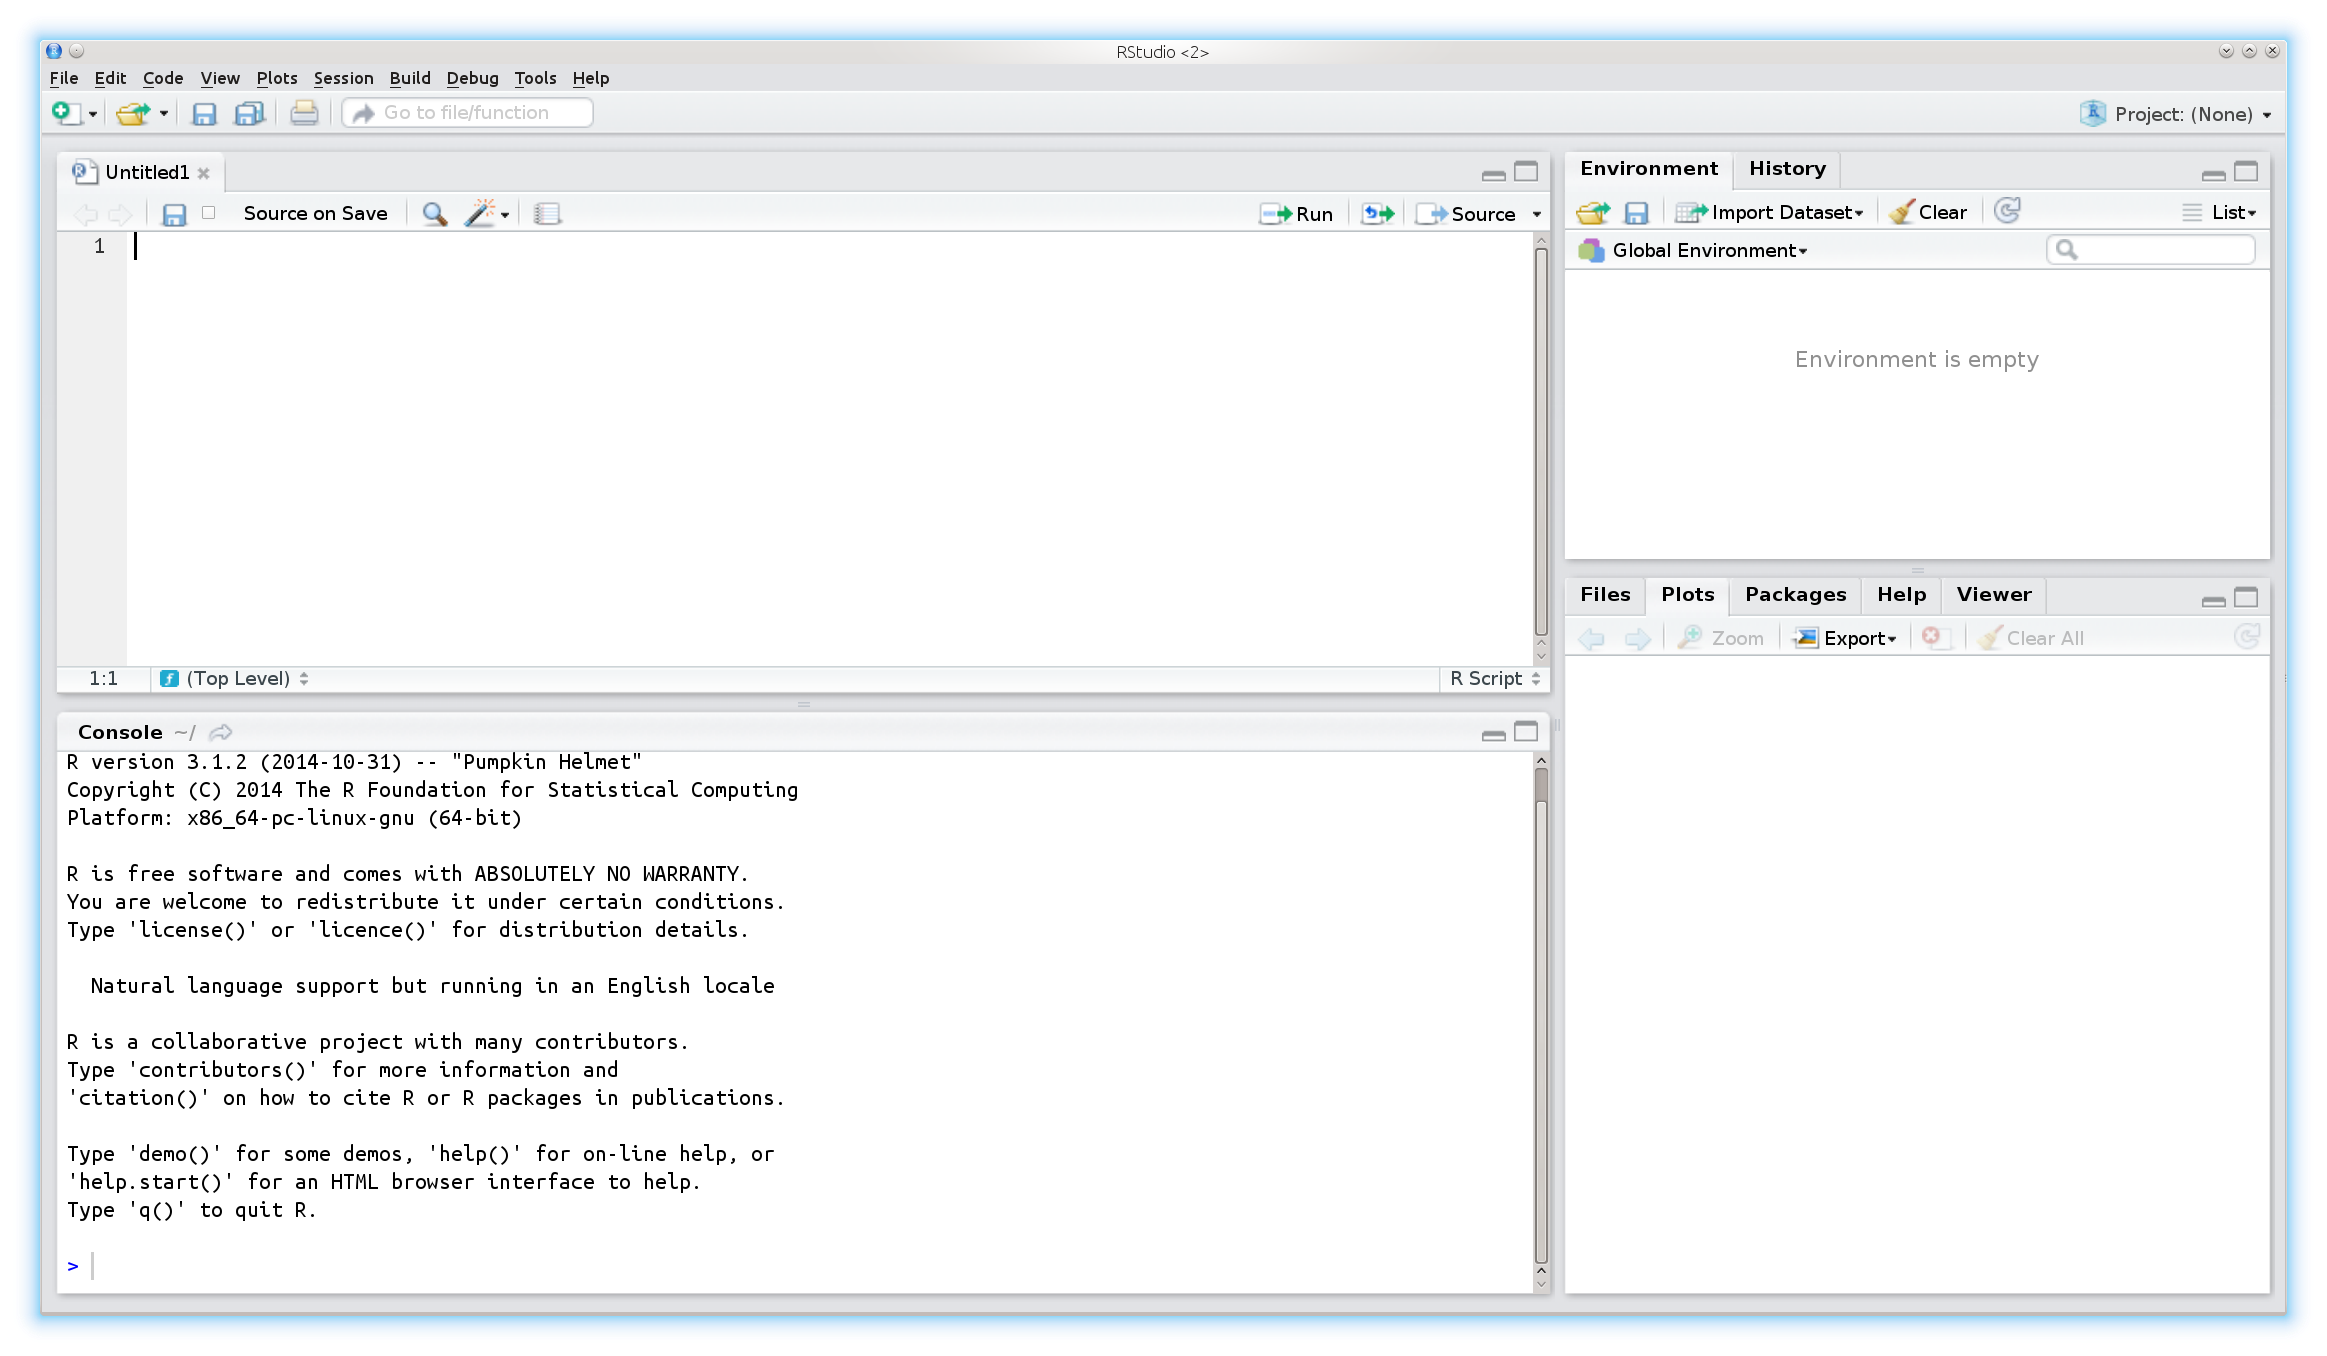 RStudio <2>
File Edit Code View Plots Session Build Debug Tools Help
Go to file/function
Project: (None)
Untitled1
Source on Save
Run
Source
1
1:1
(Top Level)
R Script
Console ~/
R version 3.1.2 (2014-10-31) -- "Pumpkin Helmet"
Copyright (C) 2014 The R Foundation for Statistical Computing
Platform: x86_64-pc-linux-gnu (64-bit)
R is free software and comes with ABSOLUTELY NO WARRANTY.
You are welcome to redistribute it under certain conditions.
Type 'license()' or 'licence()' for distribution details.
Natural language support but running in an English locale
R is a collaborative project with many contributors.
Type 'contributors()' for more information and
'citation()' on how to cite R or R packages in publications.
Type 'demo()' for some demos, 'help()' for on-line help, or
'help.start()' for an HTML browser interface to help.
Type 'q()' to quit R.
>
Environment History
Import Dataset Clear List
Global Environment
Environment is empty
Files Plots Packages Help Viewer
Zoom Export Clear All